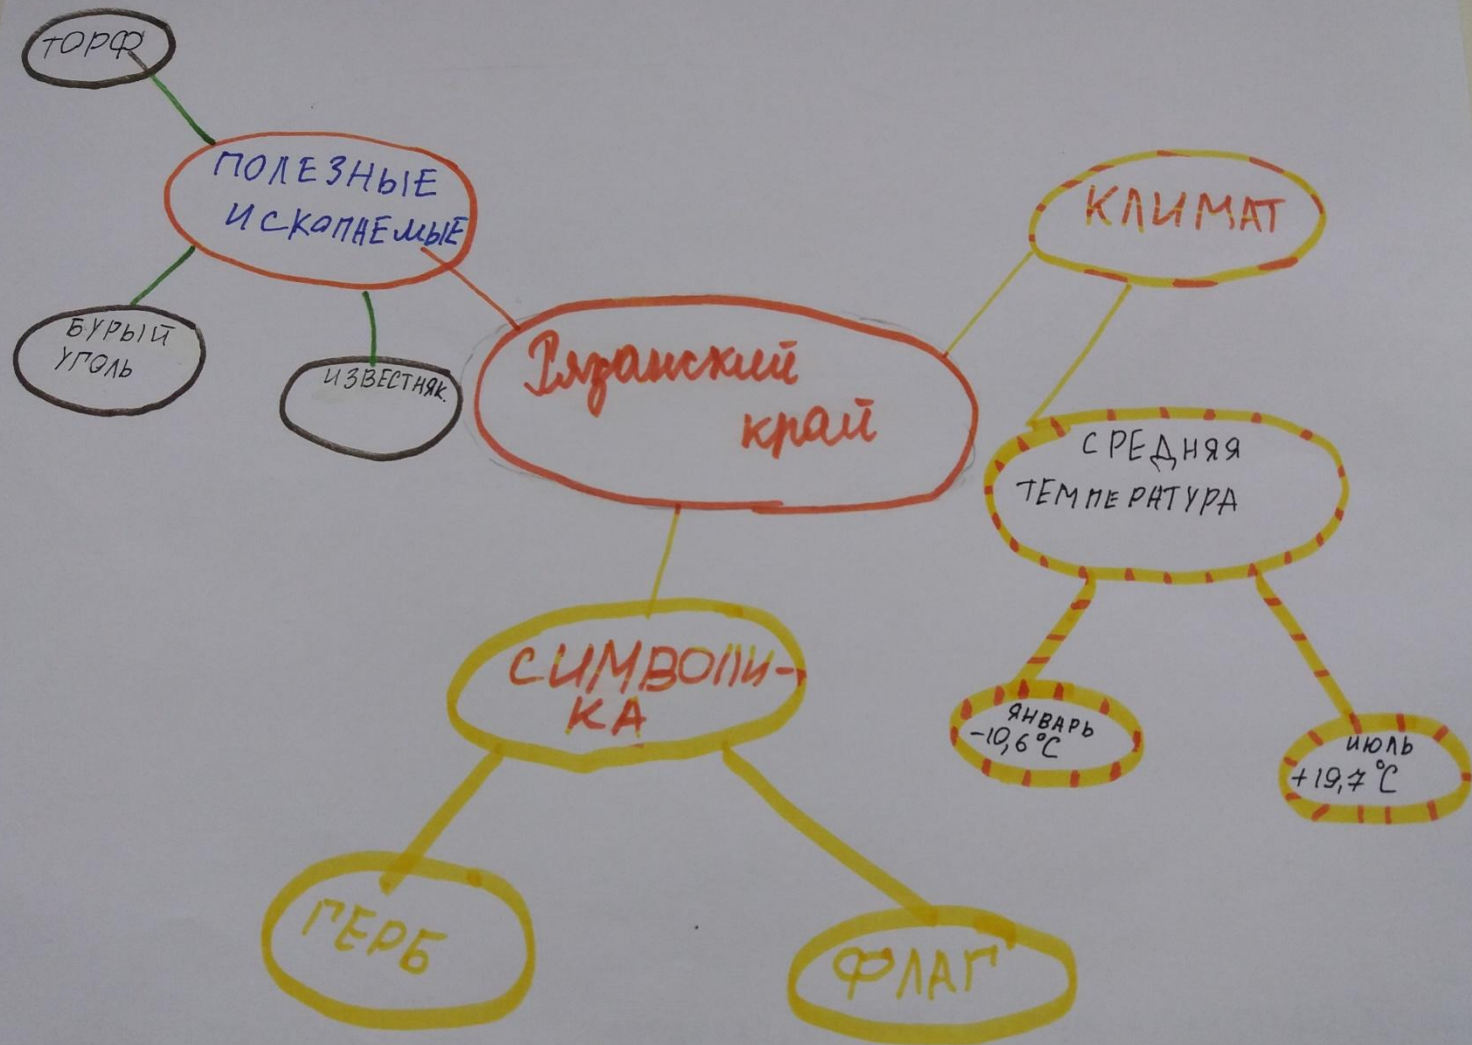 ТОРФ
ПОЛЕЗНЫЕ
ИСКОПАЕМЫЕ
БУРЫЙ
УГОЛЬ
ИЗВЕСТНЯК.
Рязанский
край
КЛИМАТ
СРЕДНЯЯ
ТЕМПЕРАТУРА
ЯНВАРЬ
-10,6°C
ИЮЛЬ
+19,7°C
СИМВОЛИ-
КА
ГЕРБ
ФЛАГ